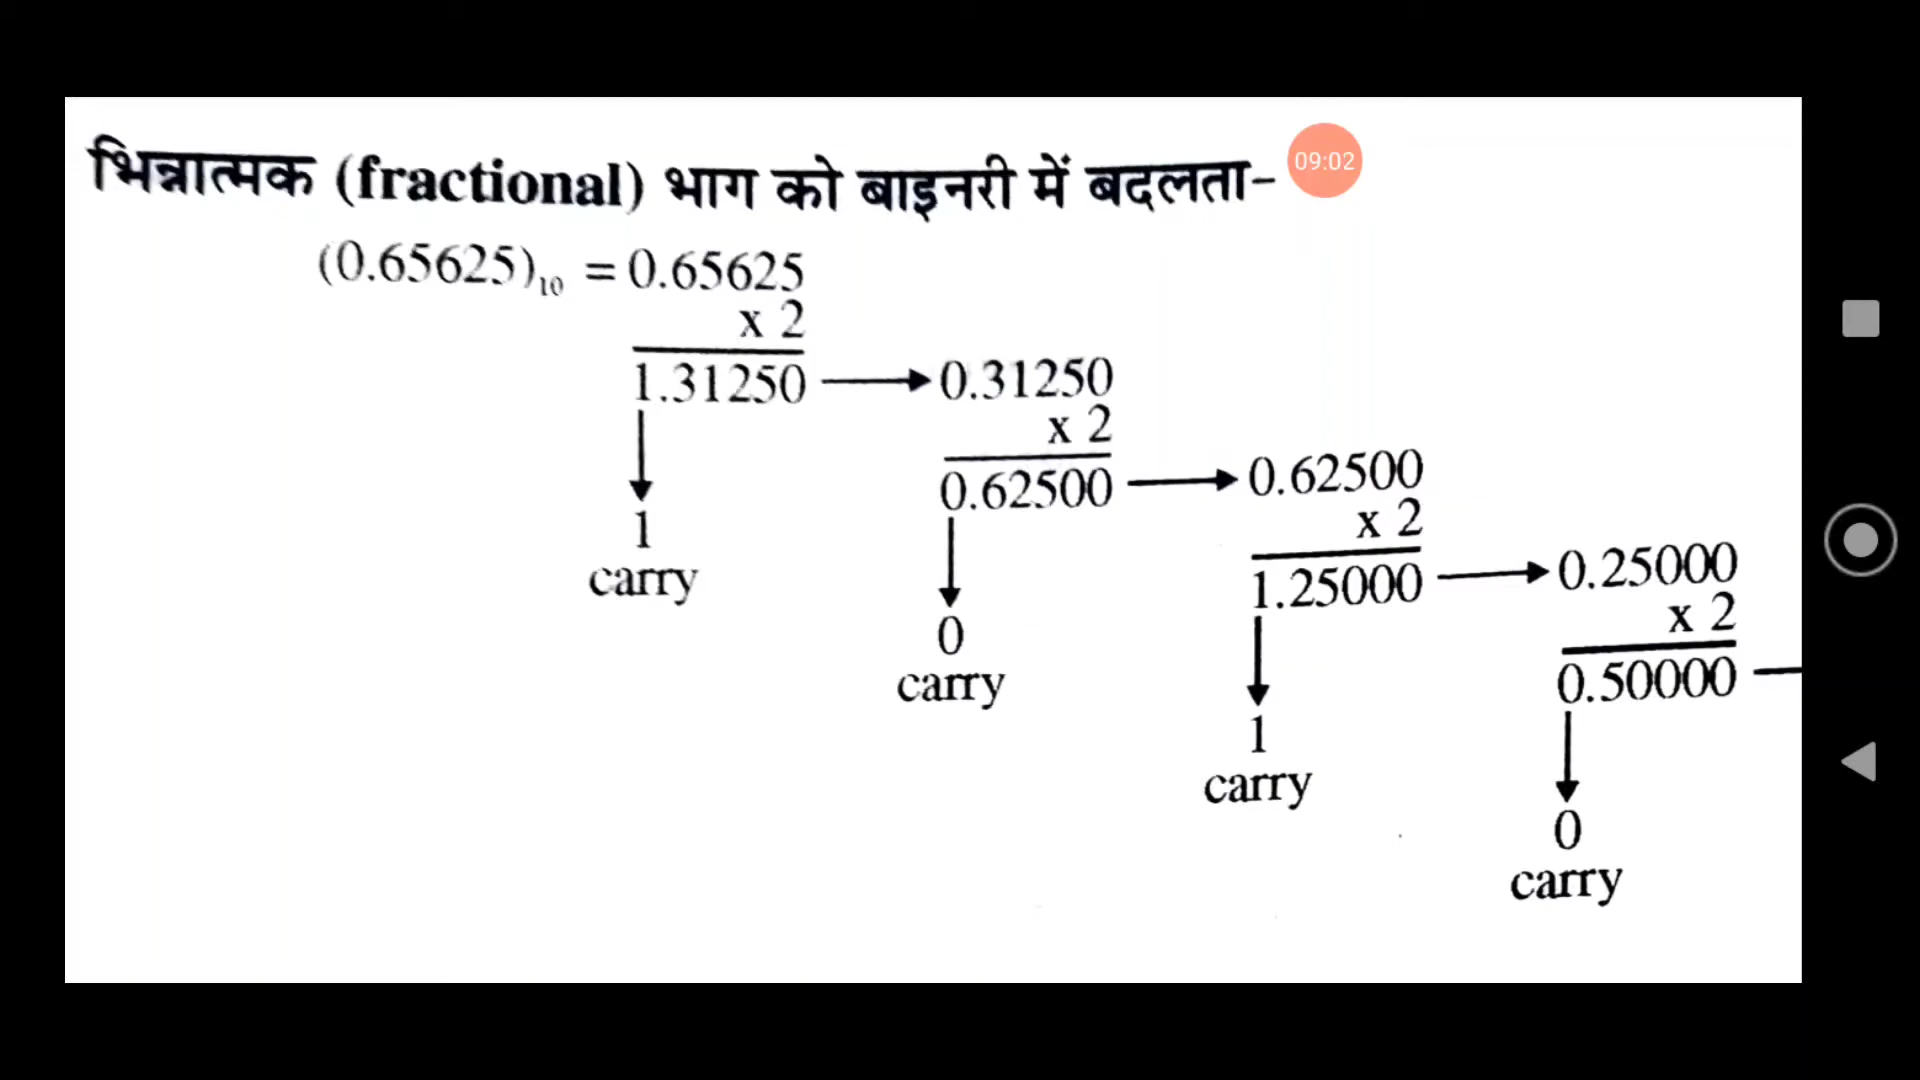 भिन्नात्मक (fractional) भाग को बाइनरी में बदलता-
09:02
(0.65625)₁₀ = 0.65625
x 2
1.31250 → 0.31250
x 2
1
carry
0.62500 → 0.62500
x 2
0
carry
1.25000 → 0.25000
x 2
1
carry
0.50000
0
carry